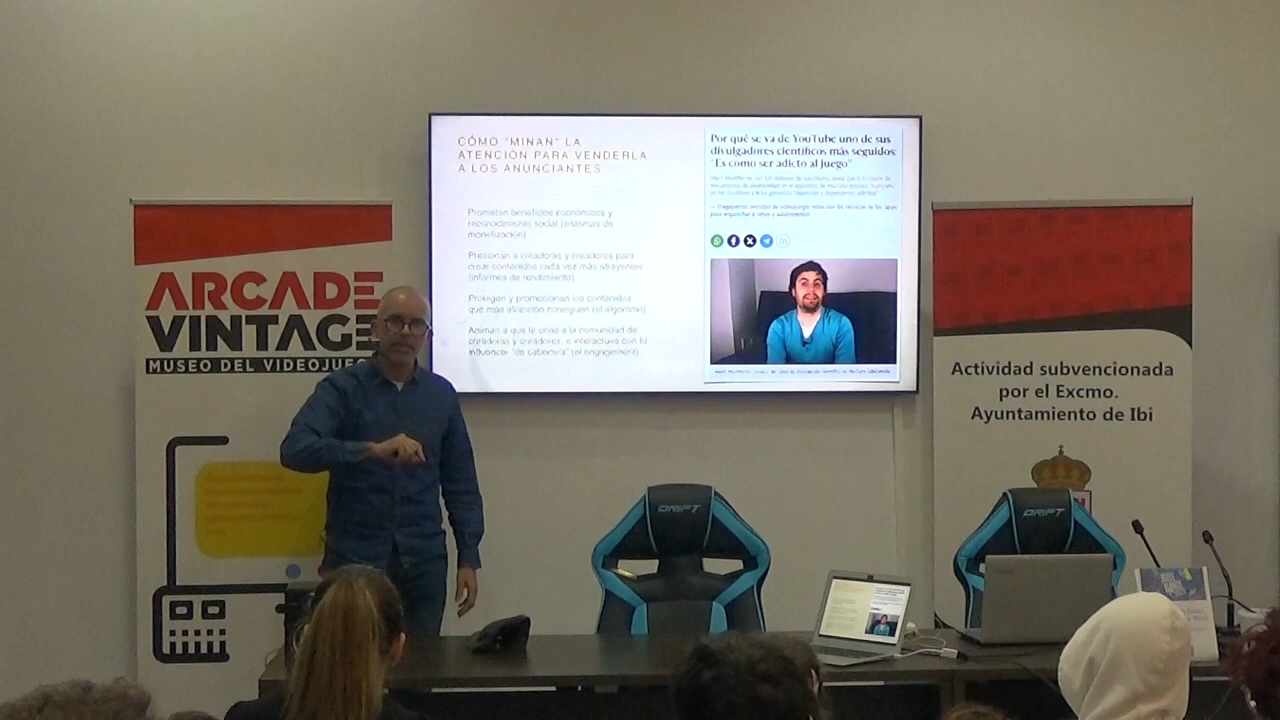 CÓMO "MINAN" LA
ATENCIÓN PARA VENDERLA
A LOS ANUNCIANTES
Prometen beneficios económicos y
reconocimiento social (sistemas de
monetización)
Presionan a creadoras y creadores para
crear contenidos cada vez más atrayentes
(informes de rendimiento)
Protegen y promocionan los contenidos
que más atracción consiguen (el algoritmo)
Animan a que te unas a la comunidad de
creadoras y creadores, e interactúes con tu
influencer "de cabecera" (el engagement)
Por qué se va de YouTube uno de sus
divulgadores científicos más seguidos:
"Es como ser adicto al juego"
ARCADE
VINTAGE
MUSEO DEL VIDEOJUEG
Actividad subvencionada
por el Excmo.
Ayuntamiento de Ibi
DRIFT
DRIFT